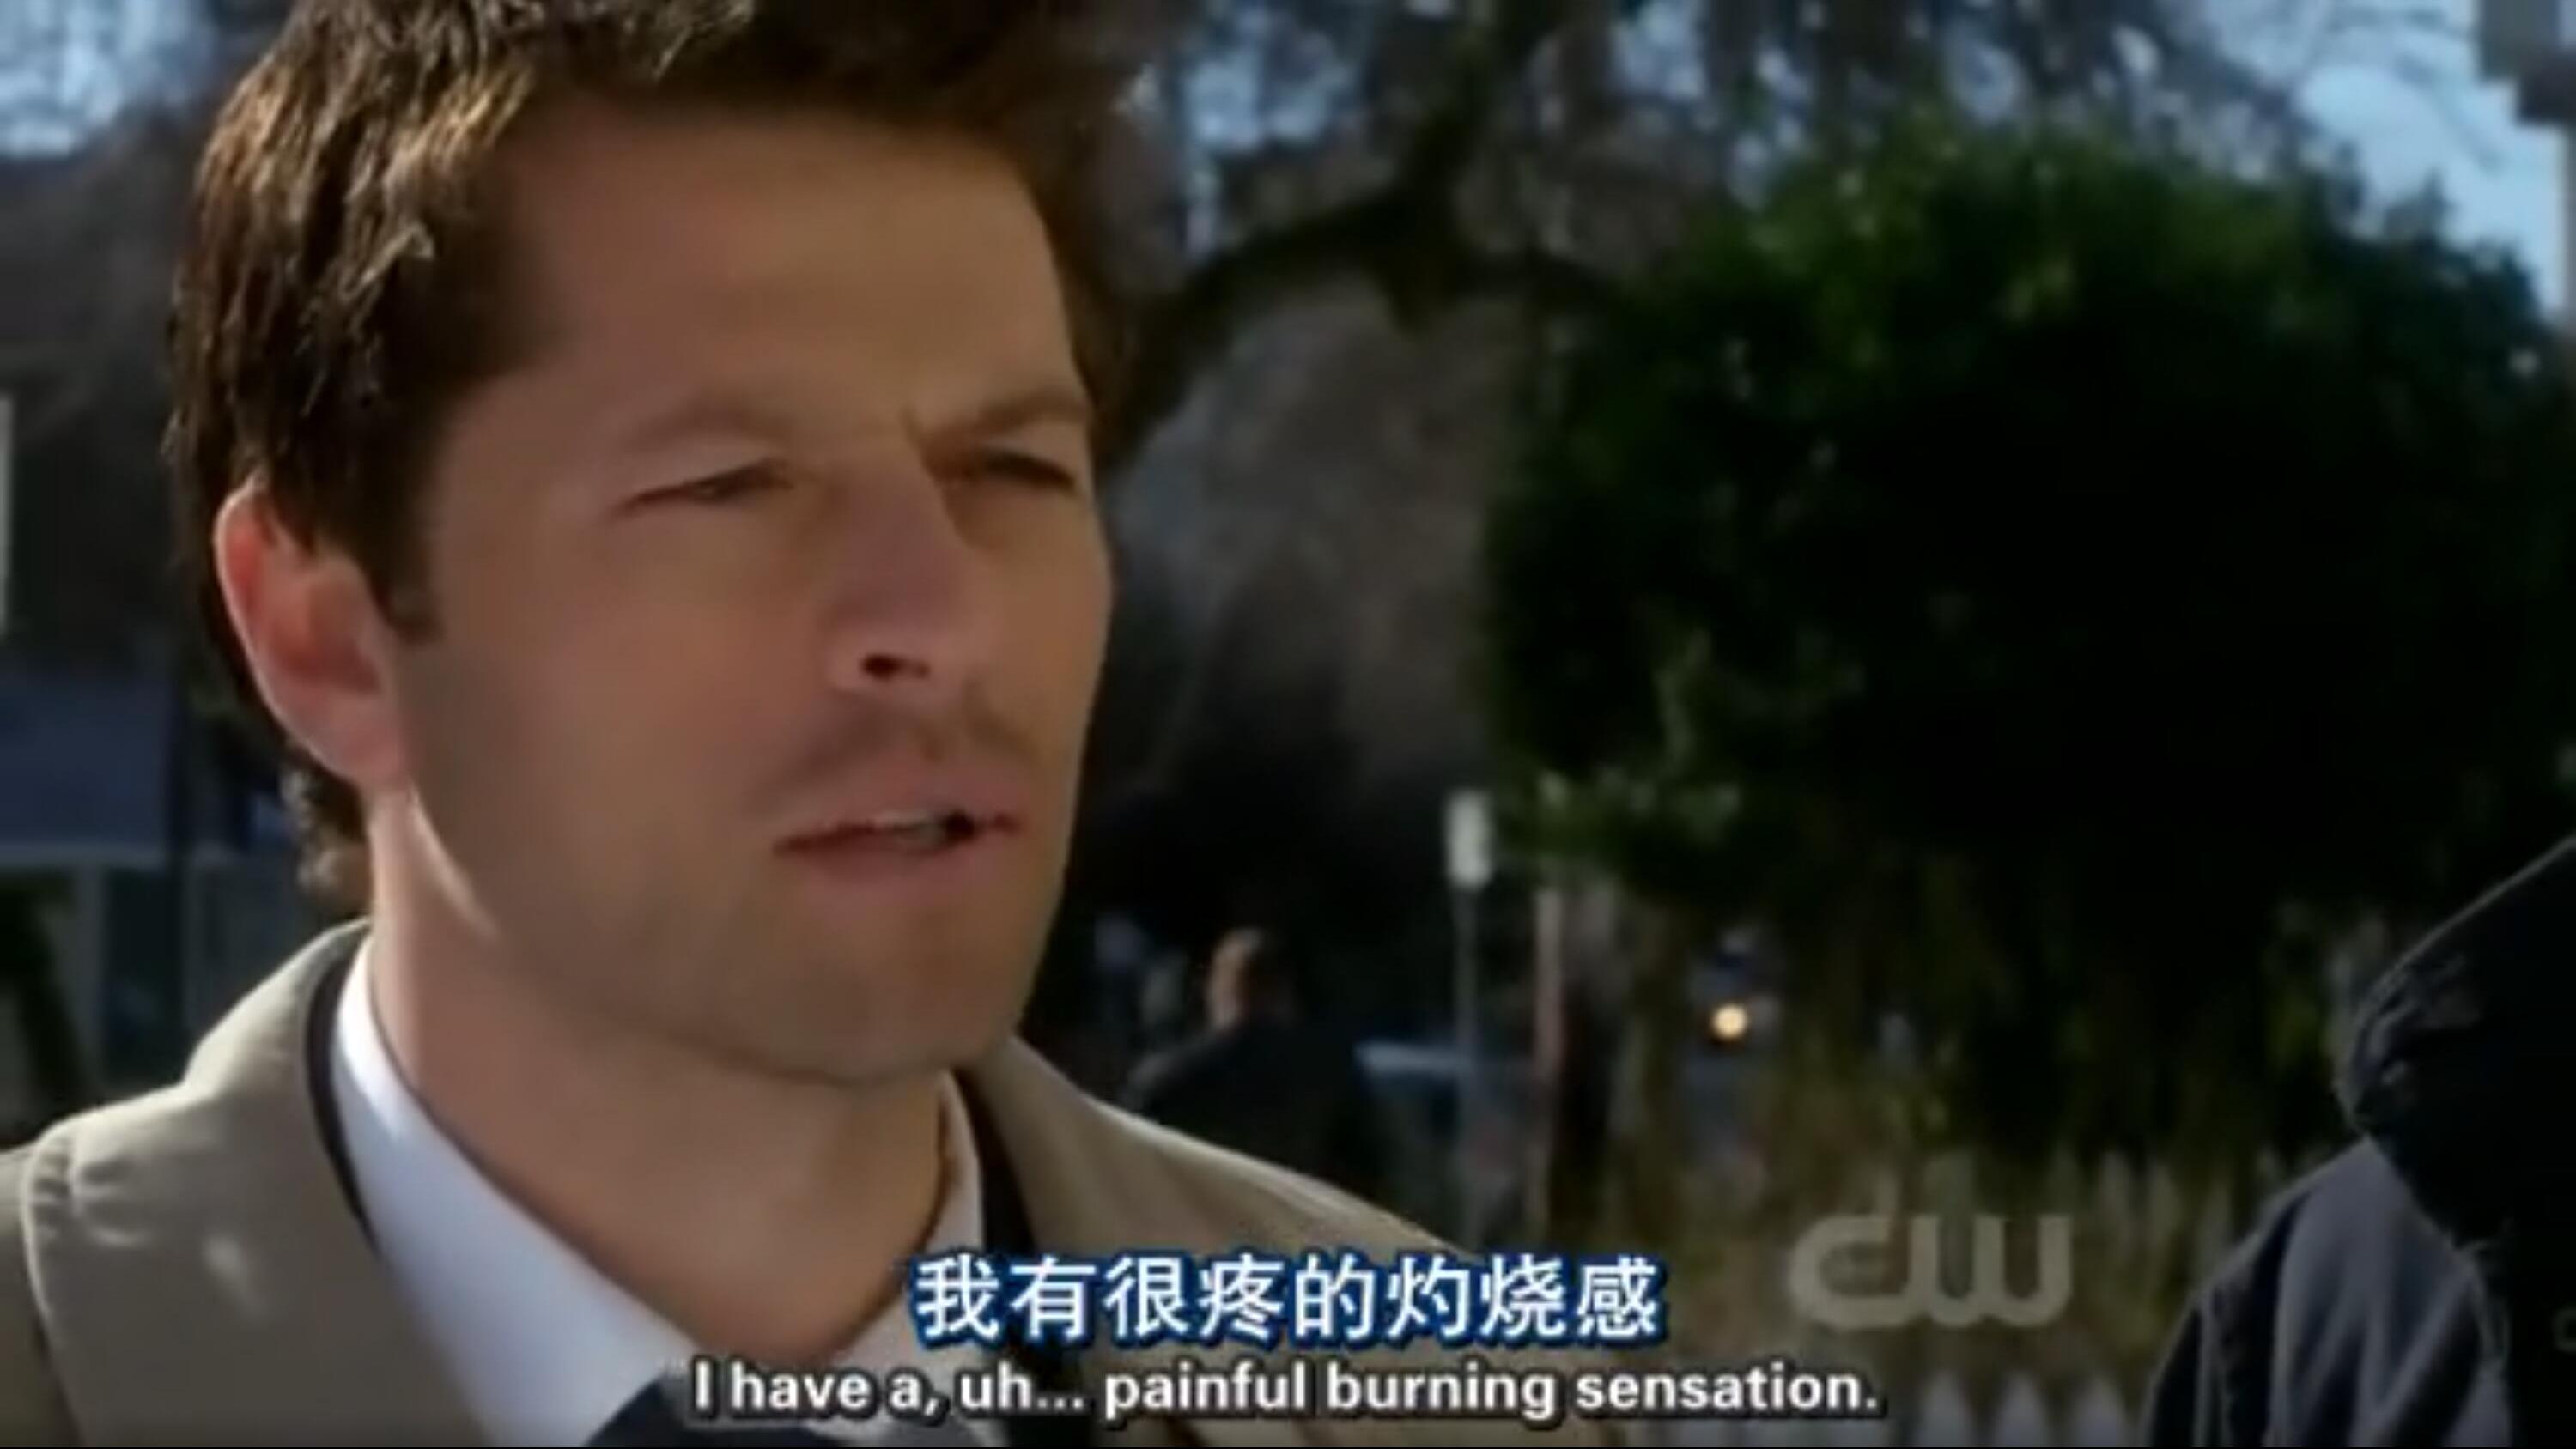 CW
我有很疼的灼烧感
I have a, uh... painful burning sensation.